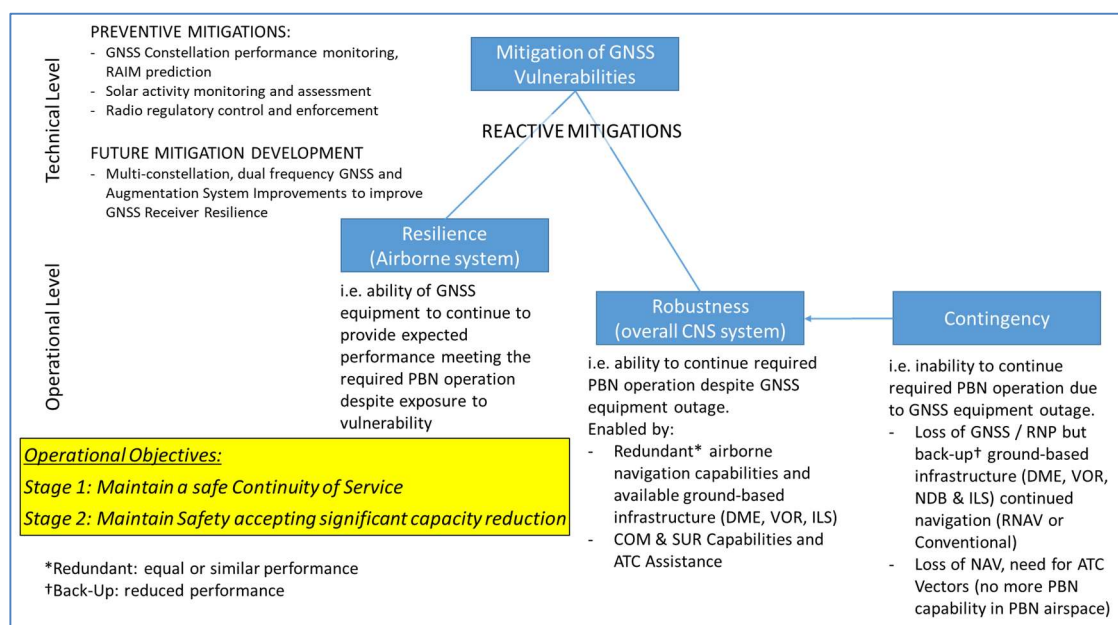 Technical Level
PREVENTIVE MITIGATIONS:
- GNSS Constellation performance monitoring,
RAIM prediction
- Solar activity monitoring and assessment
- Radio regulatory control and enforcement
FUTURE MITIGATION DEVELOPMENT
- Multi-constellation, dual frequency GNSS and
Augmentation System Improvements to improve
GNSS Receiver Resilience
Mitigation of GNSS
Vulnerabilities
REACTIVE MITIGATIONS
Operational Level
Resilience
(Airborne system)
i.e. ability of GNSS
equipment to continue to
provide expected
performance meeting the
required PBN operation
despite exposure to
vulnerability
Robustness
(overall CNS system)
i.e. ability to continue required
PBN operation despite GNSS
equipment outage.
Enabled by:
- Redundant* airborne
navigation capabilities and
available ground-based
infrastructure (DME, VOR, ILS)
- COM & SUR Capabilities and
ATC Assistance
Contingency
i.e. inability to continue
required PBN operation due
to GNSS equipment outage.
- Loss of GNSS / RNP but
back-up† ground-based
infrastructure (DME, VOR,
NDB & ILS) continued
navigation (RNAV or
Conventional)
- Loss of NAV, need for ATC
Vectors (no more PBN
capability in PBN airspace)
Operational Objectives:
Stage 1: Maintain a safe Continuity of Service
Stage 2: Maintain Safety accepting significant capacity reduction
*Redundant: equal or similar performance
†Back-Up: reduced performance